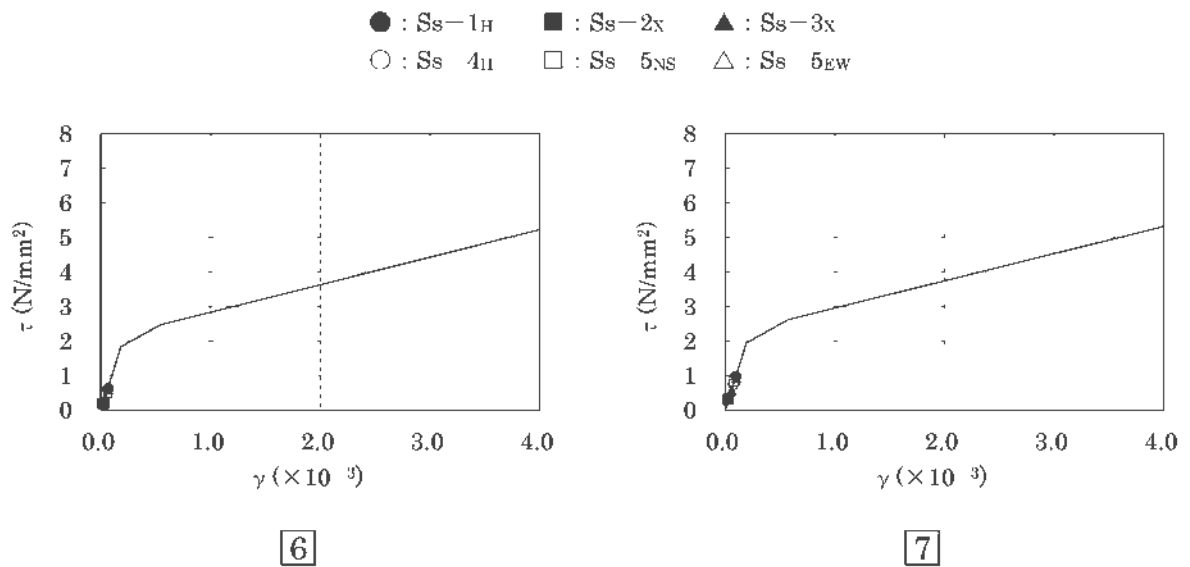 ● : Ss-1H ■ : Ss-2X ▲ : Ss-3X
○ : Ss 4H □ : Ss 5NS △ : Ss 5EW
8
7
6
5
4
3
2
1
0
τ (N/mm²)
0.0 1.0 2.0 3.0 4.0
γ (×10 ³)
6
8
7
6
5
4
3
2
1
0
τ (N/mm²)
0.0 1.0 2.0 3.0 4.0
γ (×10 ³)
7